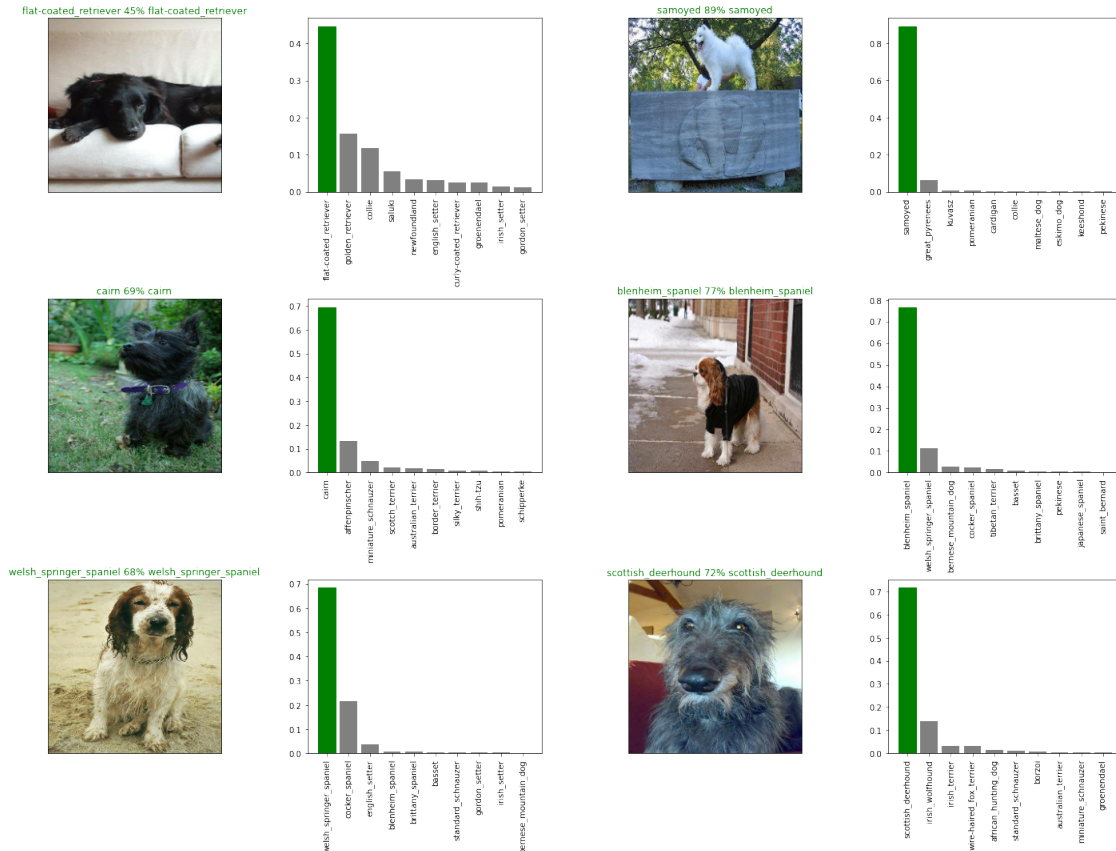 flat-coated_retriever 45% flat-coated_retriever
0.4
0.3
0.2
0.1
0.0
flat-coated_retriever
golden_retriever
collie
saluki
newfoundland
english_setter
curly-coated_retriever
groenendael
irish_setter
gordon_setter
samoyed 89% samoyed
0.8
0.6
0.4
0.2
0.0
samoyed
great_pyrenees
kuvasz
pomeranian
cardigan
collie
maltese_dog
eskimo_dog
keeshond
pekinese
cairn 69% cairn
0.7
0.6
0.5
0.4
0.3
0.2
0.1
0.0
cairn
affenpinscher
miniature_schnauzer
scotch_terrier
australian_terrier
border_terrier
silky_terrier
shih-tzu
pomeranian
schipperke
blenheim_spaniel 77% blenheim_spaniel
0.8
0.7
0.6
0.5
0.4
0.3
0.2
0.1
0.0
blenheim_spaniel
welsh_springer_spaniel
bernese_mountain_dog
cocker_spaniel
tibetan_terrier
basset
brittany_spaniel
pekinese
japanese_spaniel
saint_bernard
welsh_springer_spaniel 68% welsh_springer_spaniel
0.7
0.6
0.5
0.4
0.3
0.2
0.1
0.0
welsh_springer_spaniel
cocker_spaniel
english_setter
blenheim_spaniel
brittany_spaniel
basset
standard_schnauzer
gordon_setter
irish_setter
bernese_mountain_dog
scottish_deerhound 72% scottish_deerhound
0.7
0.6
0.5
0.4
0.3
0.2
0.1
0.0
scottish_deerhound
irish_wolfhound
irish_terrier
wire-haired_fox_terrier
african_hunting_dog
standard_schnauzer
borzoi
australian_terrier
miniature_schnauzer
groenendael